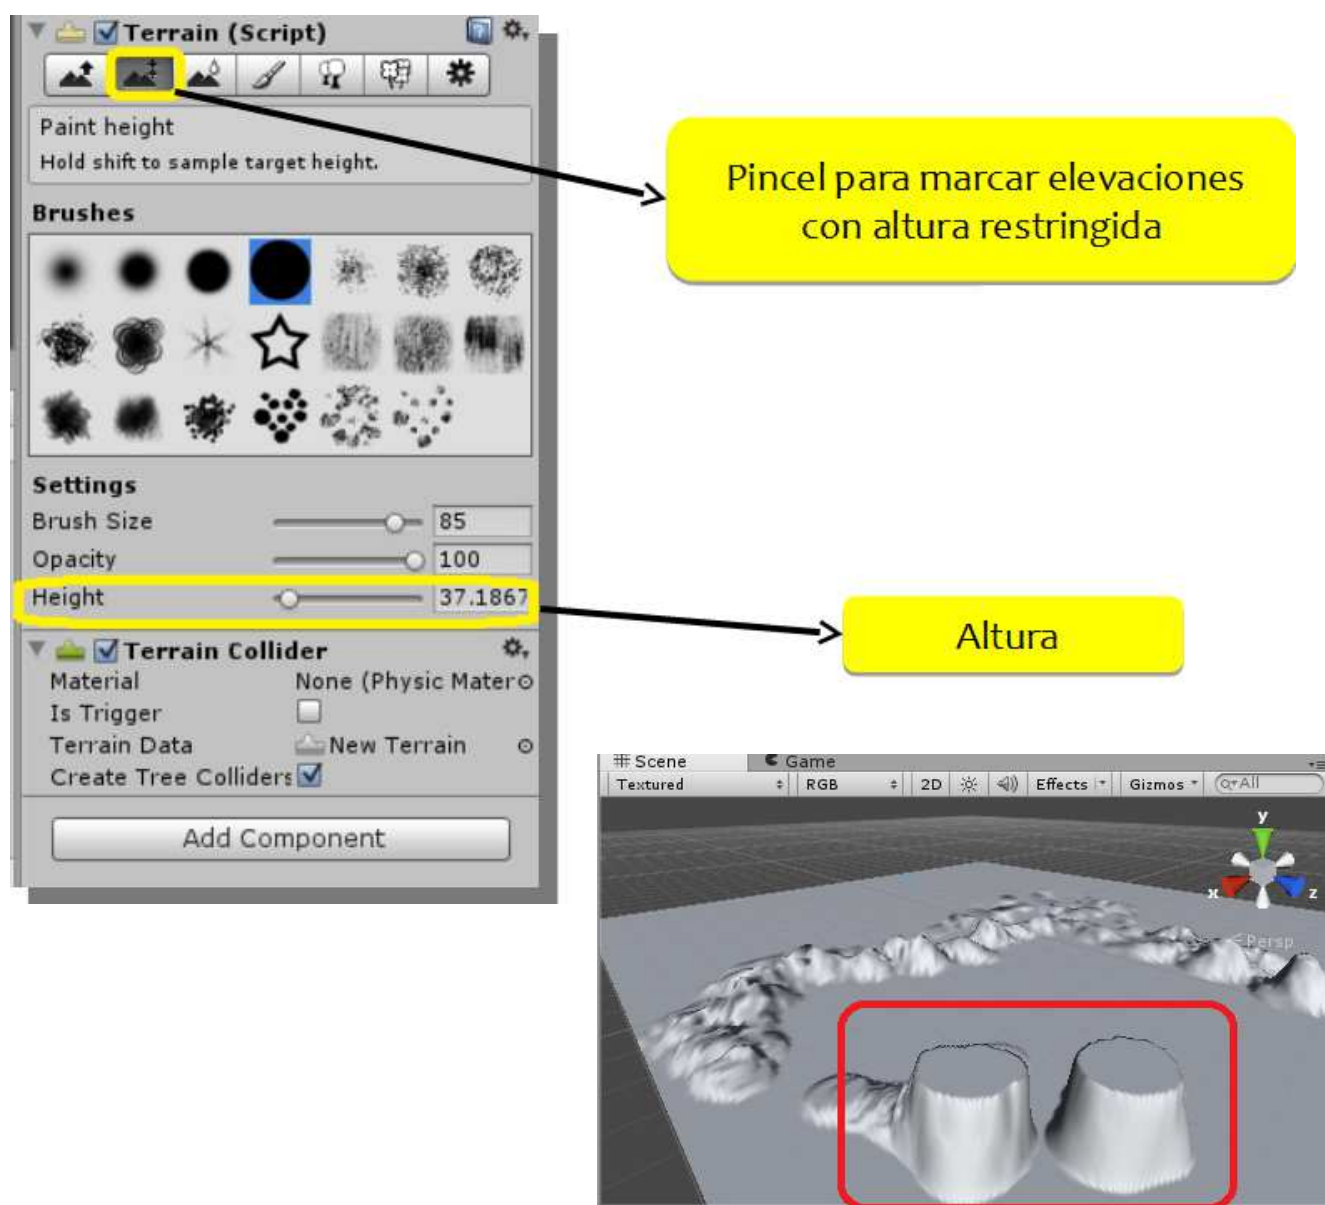 Terrain (Script)
Paint height
Hold shift to sample target height.
Brushes
Settings
Brush Size 85
Opacity 100
Height 37.1867
Terrain Collider
Material None (Physic Mater
Is Trigger
Terrain Data New Terrain
Create Tree Colliders
Add Component
Pincel para marcar elevaciones
con altura restringida
Altura
Scene Game
Textured RGB 2D Effects Gizmos All
y
x z
Persp